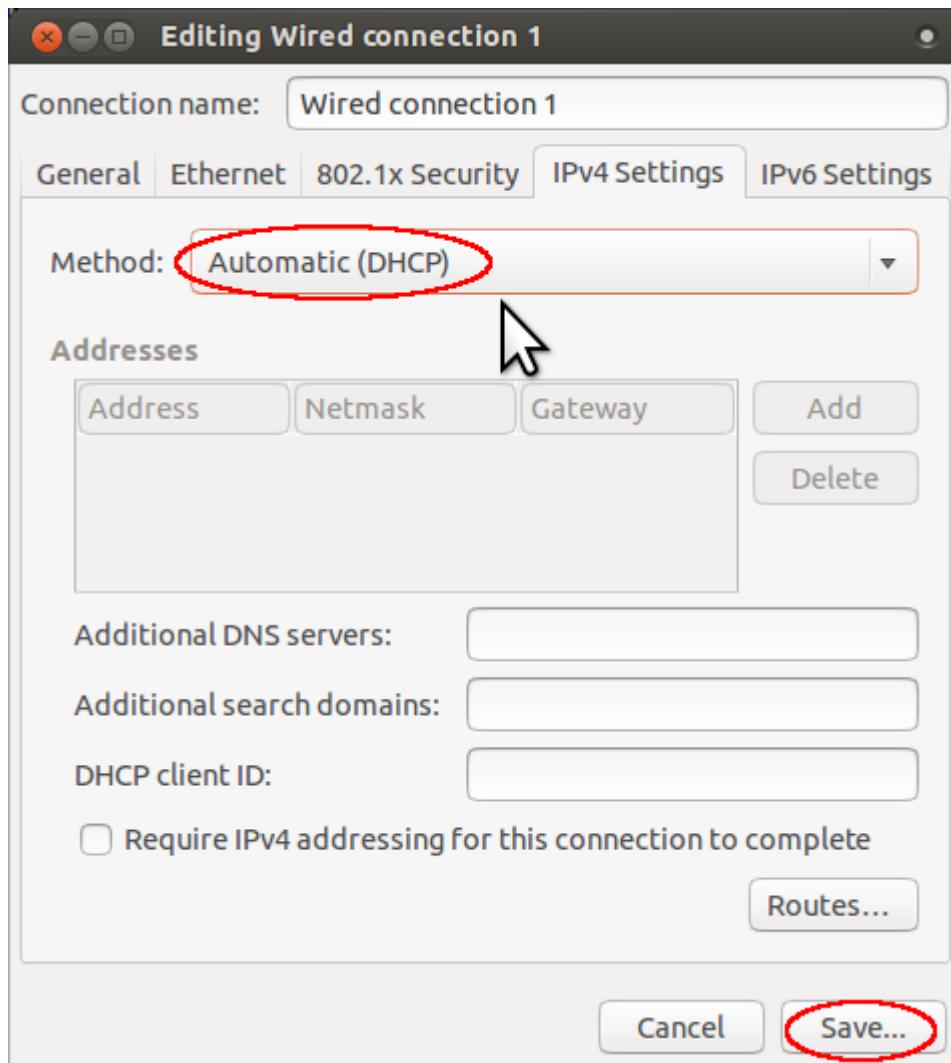 Editing Wired connection 1
Connection name: Wired connection 1
General Ethernet 802.1x Security IPv4 Settings IPv6 Settings
Method: Automatic (DHCP)
Addresses
Address Netmask Gateway Add
Delete
Additional DNS servers:
Additional search domains:
DHCP client ID:
Require IPv4 addressing for this connection to complete
Routes...
Cancel Save...